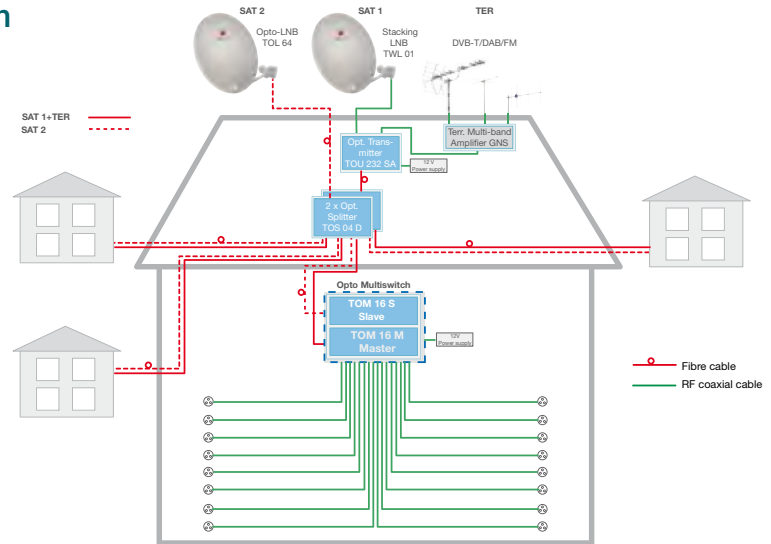 n
SAT 2
Opto-LNB
TOL 64
SAT 1
Stacking
LNB
TWL 01
TER
DVB-T/DAB/FM
SAT 1+TER
SAT 2
Opt. Trans-
mitter
TOU 232 SA
Terr. Multi-band
Amplifier GNS
12 V
Power supply
2 x Opt.
Splitter
TOS 04 D
Opto Multiswitch
TOM 16 S
Slave
TOM 16 M
Master
12V
Power supply
Fibre cable
RF coaxial cable